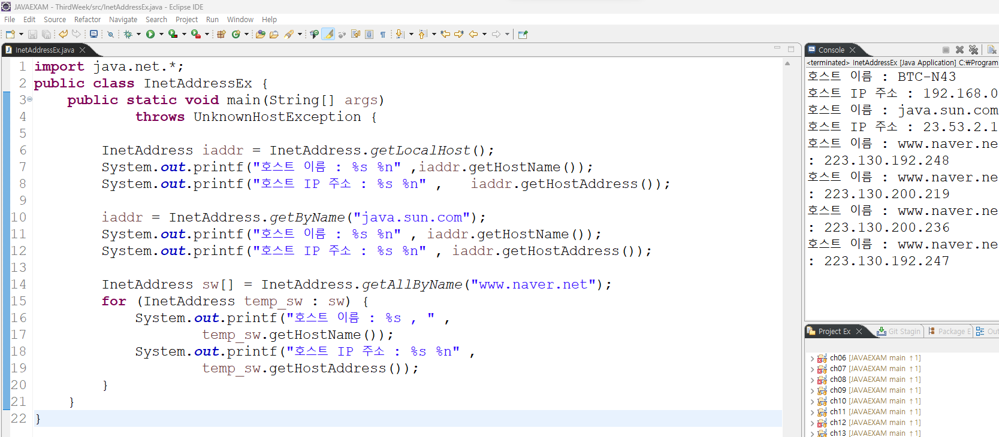 JAVAEXAM - ThirdWeek/src/InetAddressEx.java - Eclipse IDE
File Edit Source Refactor Navigate Search Project Run Window Help
InetAddressEx.java
1 import java.net.*;
2 public class InetAddressEx {
3 public static void main(String[] args)
4 throws UnknownHostException {
5
6 InetAddress iaddr = InetAddress.getLocalHost();
7 System.out.printf("호스트 이름 : %s %n" ,iaddr.getHostName());
8 System.out.printf("호스트 IP 주소 : %s %n" , iaddr.getHostAddress());
9
10 iaddr = InetAddress.getByName("java.sun.com");
11 System.out.printf("호스트 이름 : %s %n" , iaddr.getHostName());
12 System.out.printf("호스트 IP 주소 : %s %n" , iaddr.getHostAddress());
13
14 InetAddress sw[] = InetAddress.getAllByName("www.naver.net");
15 for (InetAddress temp_sw : sw) {
16 System.out.printf("호스트 이름 : %s , " ,
17 temp_sw.getHostName());
18 System.out.printf("호스트 IP 주소 : %s %n" ,
19 temp_sw.getHostAddress());
20 }
21 }
22 }
Console
<terminated> InetAddressEx [Java Application] C:₩Program
호스트 이름 : BTC-N43
호스트 IP 주소 : 192.168.0
호스트 이름 : java.sun.com
호스트 IP 주소 : 23.53.2.1
호스트 이름 : www.naver.ne
: 223.130.192.248
호스트 이름 : www.naver.ne
: 223.130.200.219
호스트 이름 : www.naver.ne
: 223.130.200.236
호스트 이름 : www.naver.ne
: 223.130.192.247
Project Ex Git Stagin Package E Out
ch06 [JAVAEXAM main ↑1]
ch07 [JAVAEXAM main ↑1]
ch08 [JAVAEXAM main ↑1]
ch09 [JAVAEXAM main ↑1]
ch10 [JAVAEXAM main ↑1]
ch11 [JAVAEXAM main ↑1]
ch12 [JAVAEXAM main ↑1]
ch13 [JAVAEXAM main ↑1]